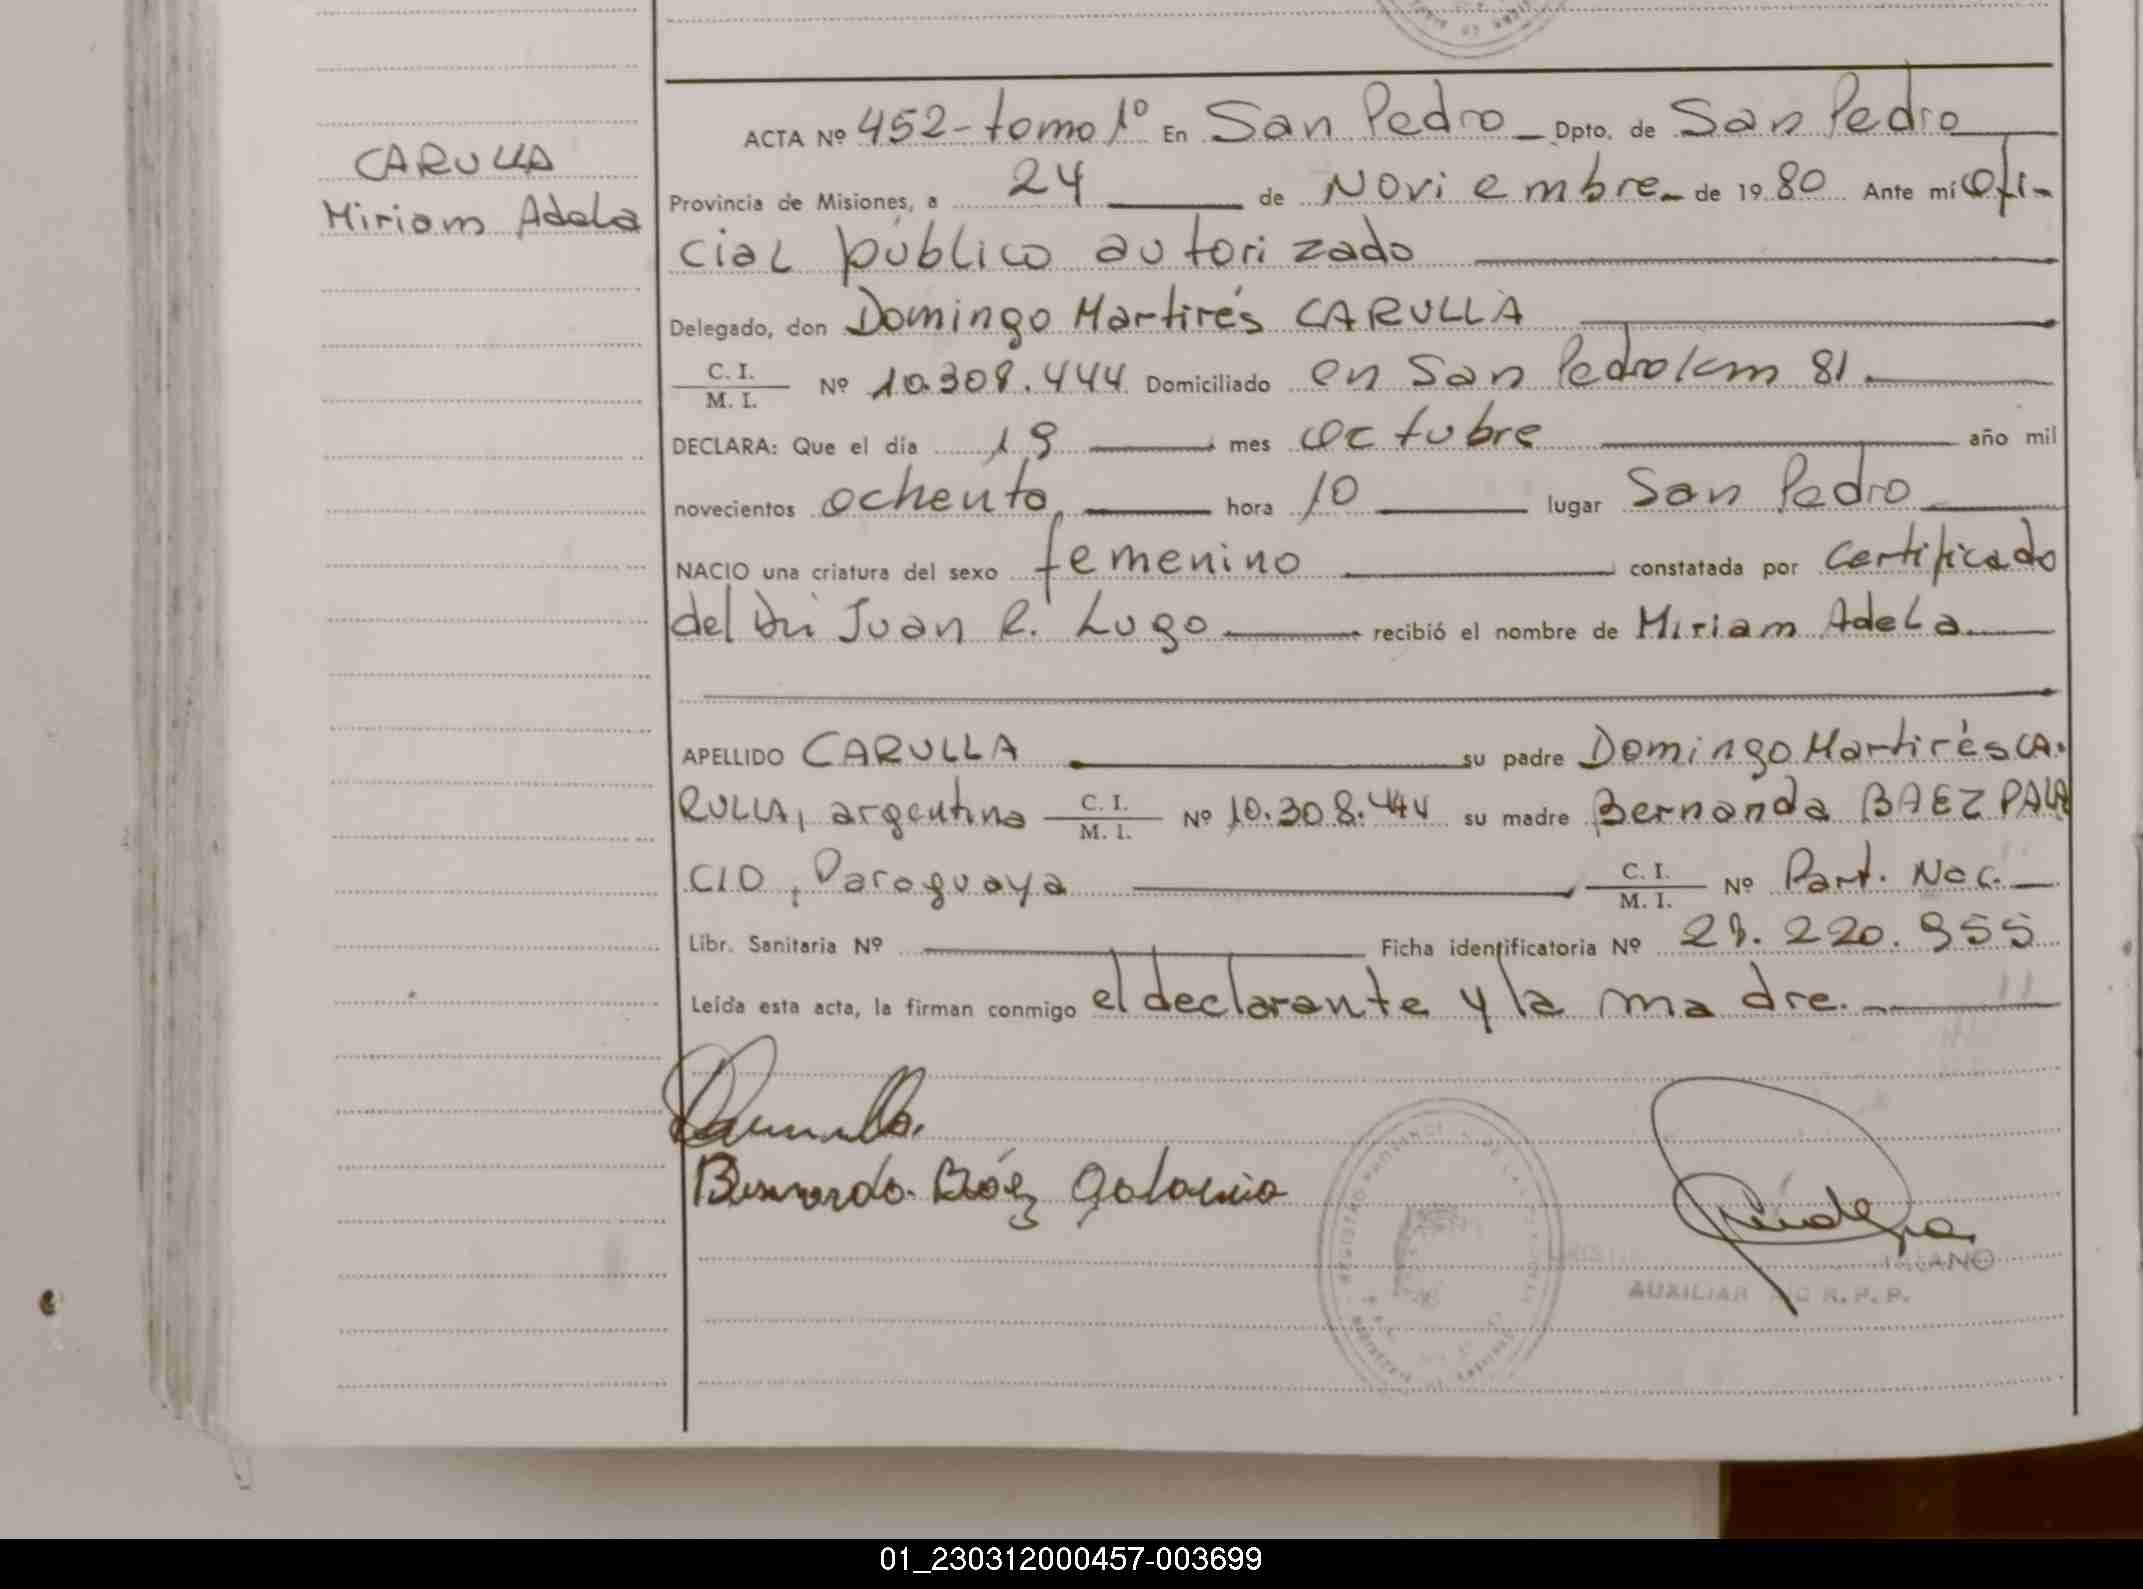 CARULLA
Miriam Adela
ACTA Nº 452-tomo 1º En San Pedro Dpto. de San Pedro
Provincia de Misiones, a 24 de Noviembre de 1980 Ante mí Ofi-
cial público autorizado
Delegado, don Domingo Martirés CARULLA
C. I. / M. I. Nº 10.308.444 Domiciliado en San Pedro km 81
DECLARA: Que el día 19 mes Octubre año mil
novecientos ochenta hora 10 lugar San Pedro
NACIO una criatura del sexo femenino constatada por certificado
del Dr. Juan R. Lugo recibió el nombre de Miriam Adela
APELLIDO CARULLA su padre Domingo Martirés CA-
RULLA, argentino C. I. / M. I. Nº 10.308.444 su madre Bernarda BAEZ PALA
CIO, Paraguaya C. I. / M. I. Nº Part. Nac.
Libr. Sanitaria Nº Ficha identificatoria Nº 28.220.955
Leída esta acta, la firman conmigo el declarante y la madre.
Carulla.
Bernarda Báez Palacio
AUXILIAR R. P. P.
01_230312000457-003699